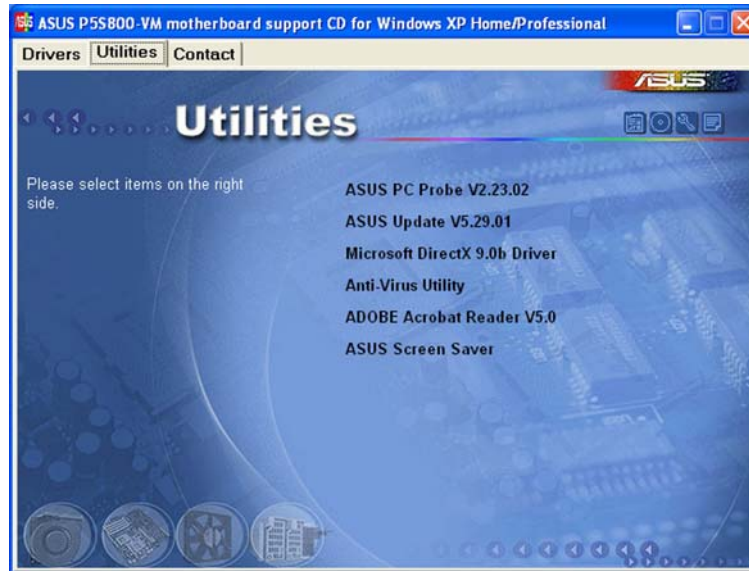 ASUS P5S800-VM motherboard support CD for Windows XP Home/Professional
Drivers Utilities Contact
ASUS
Utilities
Please select items on the right
side.
ASUS PC Probe V2.23.02
ASUS Update V5.29.01
Microsoft DirectX 9.0b Driver
Anti-Virus Utility
ADOBE Acrobat Reader V5.0
ASUS Screen Saver